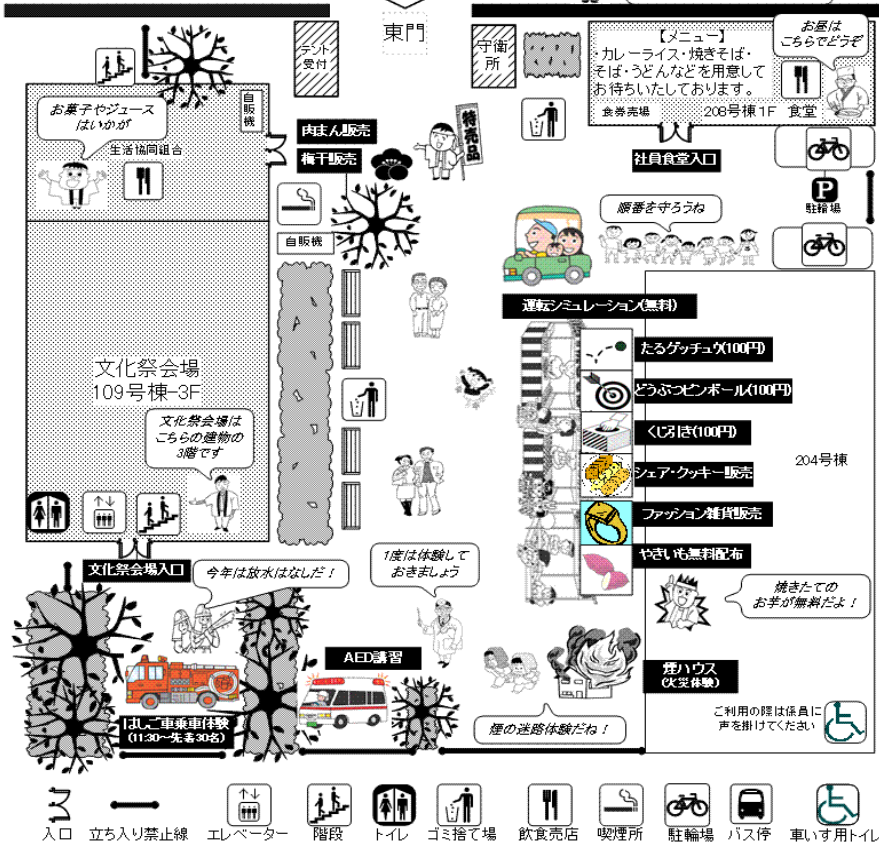 東門
テント
受付
守衛
所
【メニュー】
・カレーライス・焼きそば・
そば・うどんなどを用意して
お待ちいたしております。
食券売場
208号棟1F 食堂
お昼は
こちらでどうぞ
お菓子やジュース
はいかが
自販機
生活協同組合
肉まん販売
梅干販売
特売品
社員食堂入口
P
駐輪場
順番を守ろうね
自販機
運転シミュレーション(無料)
たるゲッチュウ(100円)
どうぶつピンボール(100円)
くじ引き(100円)
シェア・クッキー販売
ファッション雑貨販売
やきいも無料配布
204号棟
文化祭会場
109号棟-3F
文化祭会場は
こちらの建物の
3階です
文化祭会場入口
今年は放水はなしだ!
1度は体験して
おきましょう
焼きたての
お芋が無料だよ!
AED講習
煙ハウス
(火災体験)
はしご車乗車体験
(11:30~先着30名)
煙の迷路体験だね!
ご利用の際は係員に
声を掛けてください
入口
立ち入り禁止線
エレベーター
階段
トイレ
ゴミ捨て場
飲食売店
喫煙所
駐輪場
バス停
車いす用トイレ